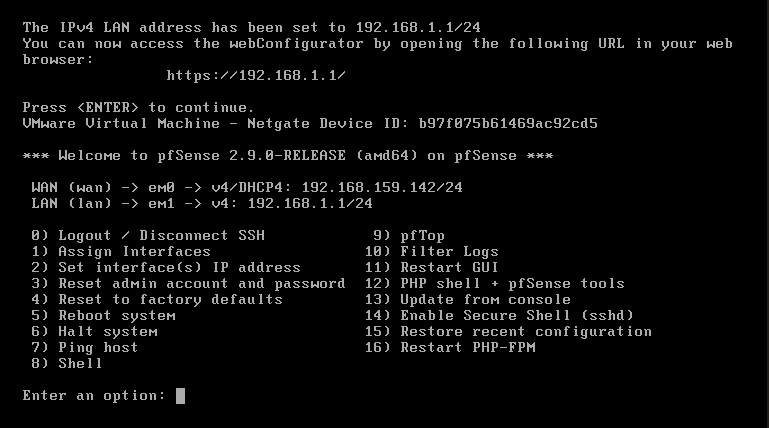 The IPv4 LAN address has been set to 192.168.1.1/24
You can now access the webConfigurator by opening the following URL in your web
browser:
https://192.168.1.1/
Press <ENTER> to continue.
VMware Virtual Machine - Netgate Device ID: b97f075b61469ac92cd5
*** Welcome to pfSense 2.9.0-RELEASE (amd64) on pfSense ***
WAN (wan) -> em0 -> v4/DHCP4: 192.168.159.142/24
LAN (lan) -> em1 -> v4: 192.168.1.1/24
0) Logout / Disconnect SSH 9) pfTop
1) Assign Interfaces 10) Filter Logs
2) Set interface(s) IP address 11) Restart GUI
3) Reset admin account and password 12) PHP shell + pfSense tools
4) Reset to factory defaults 13) Update from console
5) Reboot system 14) Enable Secure Shell (sshd)
6) Halt system 15) Restore recent configuration
7) Ping host 16) Restart PHP-FPM
8) Shell
Enter an option: